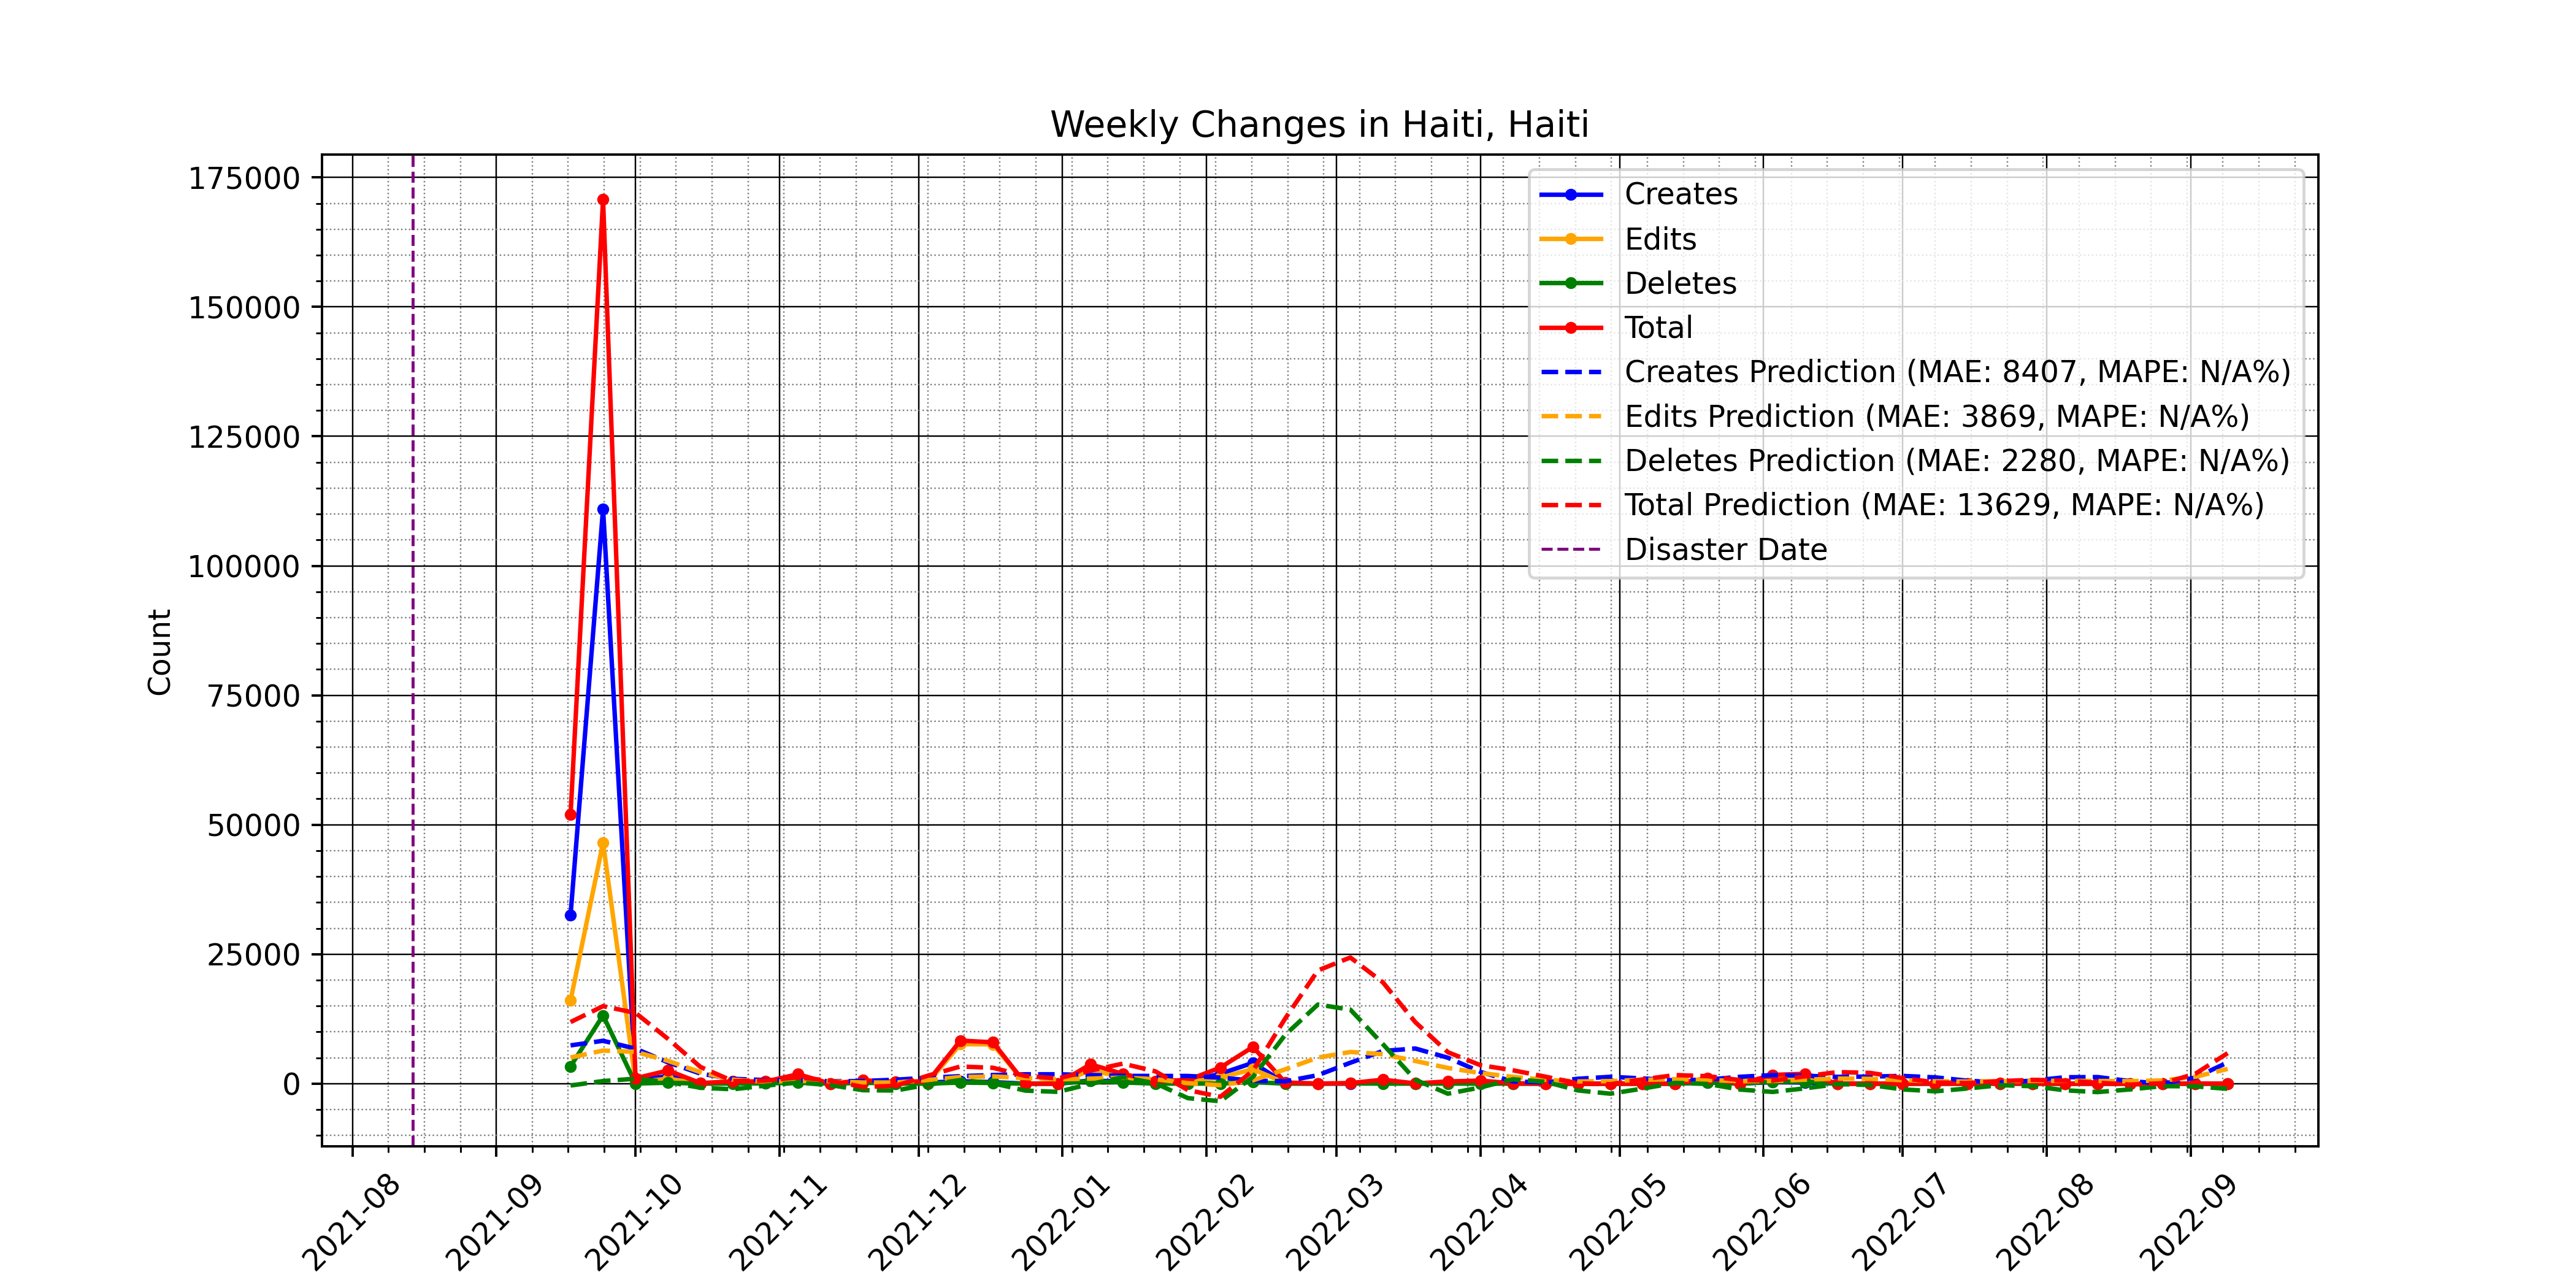 Weekly Changes in Haiti, Haiti
175000
150000
125000
100000
75000
50000
25000
0
Count
Creates
Edits
Deletes
Total
Creates Prediction (MAE: 8407, MAPE: N/A%)
Edits Prediction (MAE: 3869, MAPE: N/A%)
Deletes Prediction (MAE: 2280, MAPE: N/A%)
Total Prediction (MAE: 13629, MAPE: N/A%)
Disaster Date
2021-08
2021-09
2021-10
2021-11
2021-12
2022-01
2022-02
2022-03
2022-04
2022-05
2022-06
2022-07
2022-08
2022-09